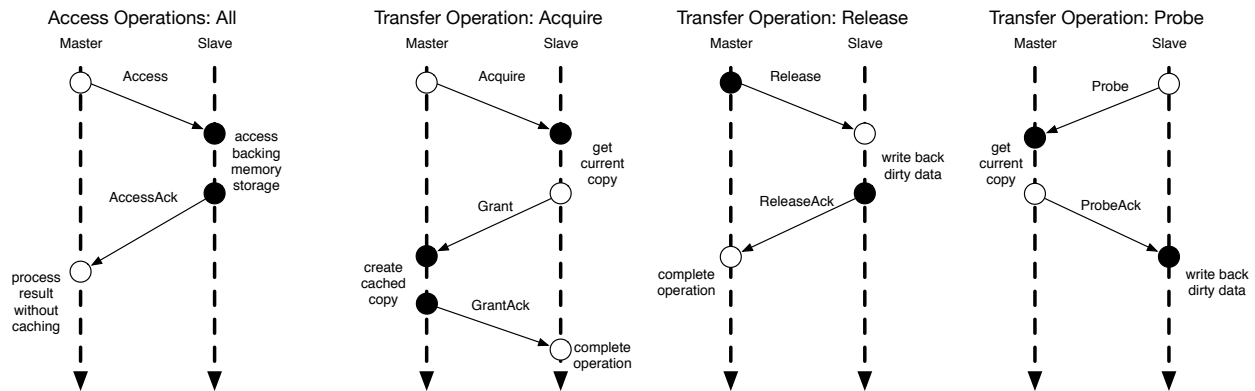 Access Operations: All
Master
Slave
Access
access
backing
memory
storage
AccessAck
process
result
without
caching
Transfer Operation: Acquire
Master
Slave
Acquire
get
current
copy
Grant
create
cached
copy
GrantAck
complete
operation
Transfer Operation: Release
Master
Slave
Release
write back
dirty data
ReleaseAck
complete
operation
Transfer Operation: Probe
Master
Slave
Probe
get
current
copy
ProbeAck
write back
dirty data